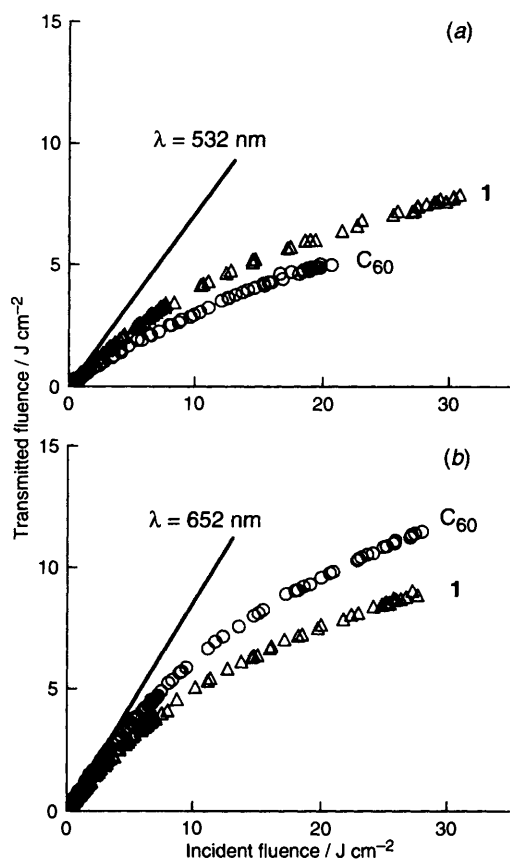 (a)
15
10
5
0
λ = 532 nm
1
C₆₀
0 10 20 30
Transmitted fluence / J cm⁻²
(b)
15
10
5
0
λ = 652 nm
C₆₀
1
0 10 20 30
Incident fluence / J cm⁻²